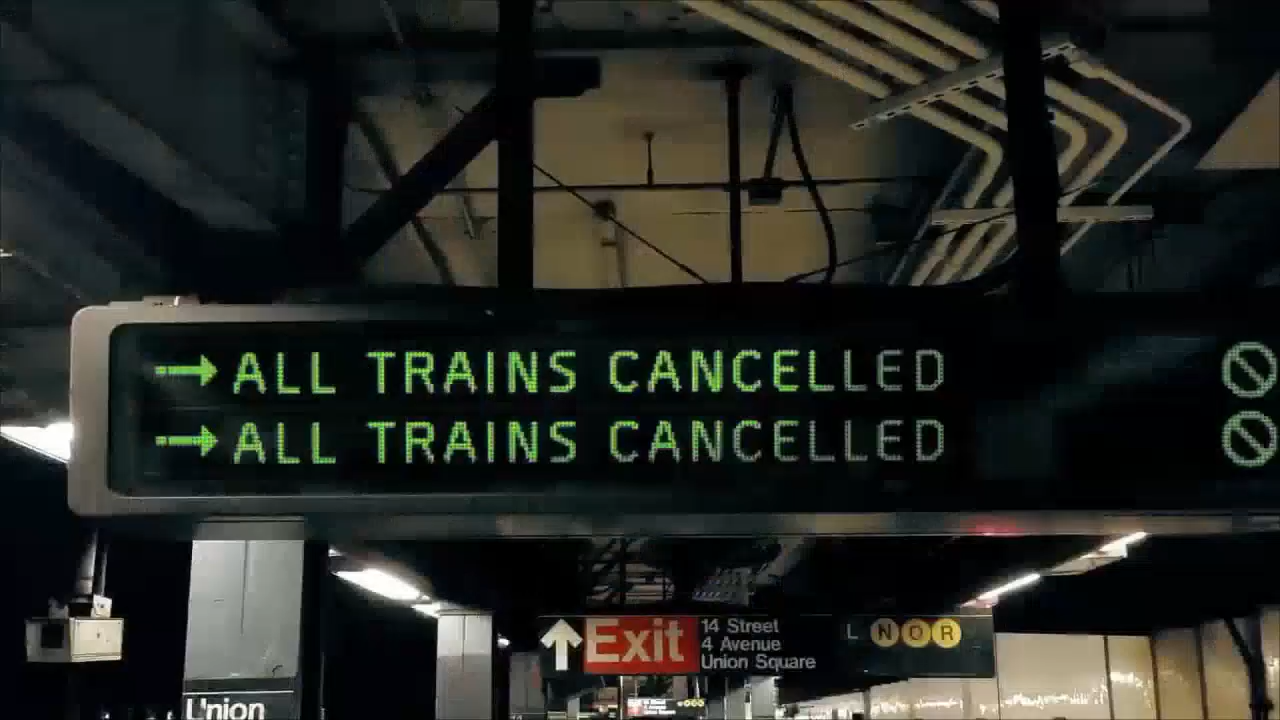 → ALL TRAINS CANCELLED
→ ALL TRAINS CANCELLED
↑ Exit
14 Street
4 Avenue
Union Square
L N Q R
Union